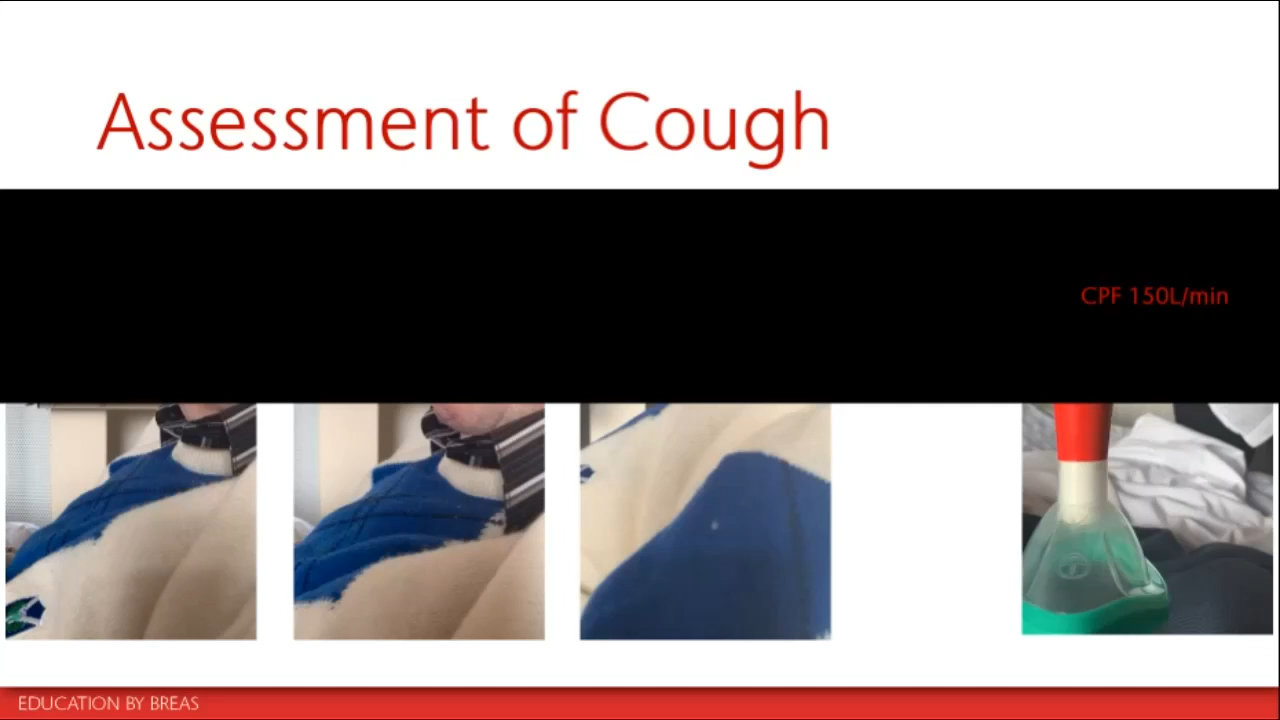 Assessment of Cough
CPF 150L/min
EDUCATION BY BREAS